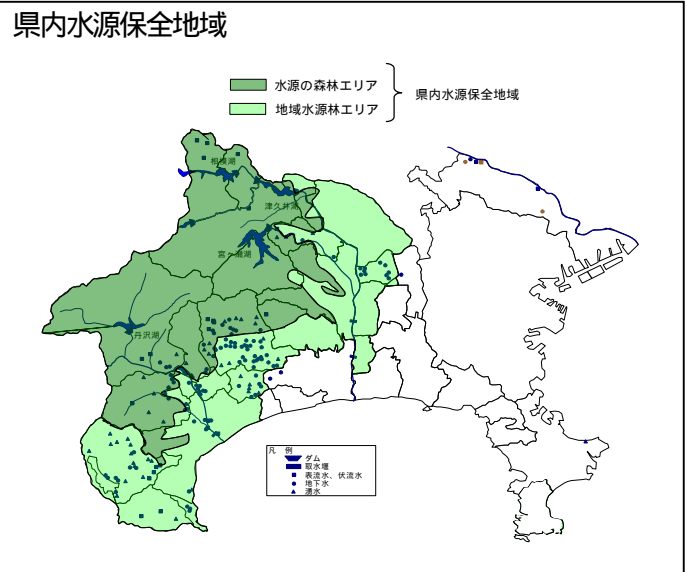 県内水源保全地域
水源の森林エリア
地域水源林エリア
県内水源保全地域
相模湖
津久井湖
宮ヶ瀬湖
丹沢湖
凡 例
ダム
取水堰
表流水、伏流水
地下水
湧水